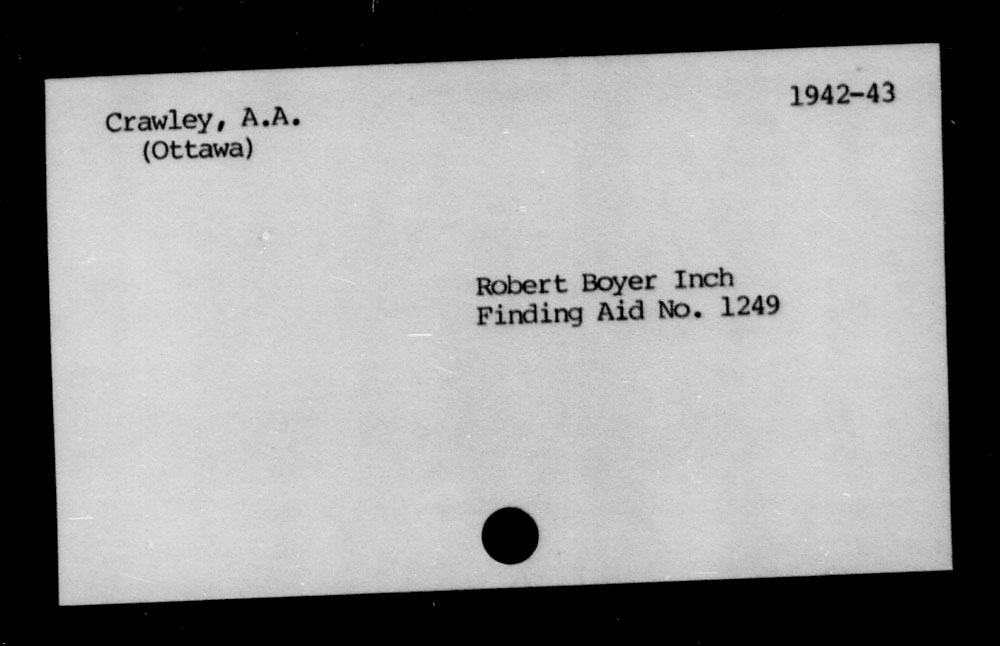 Crawley, A.A.
1942-43
(Ottawa)
Robert Boyer Inch
Finding Aid No. 1249